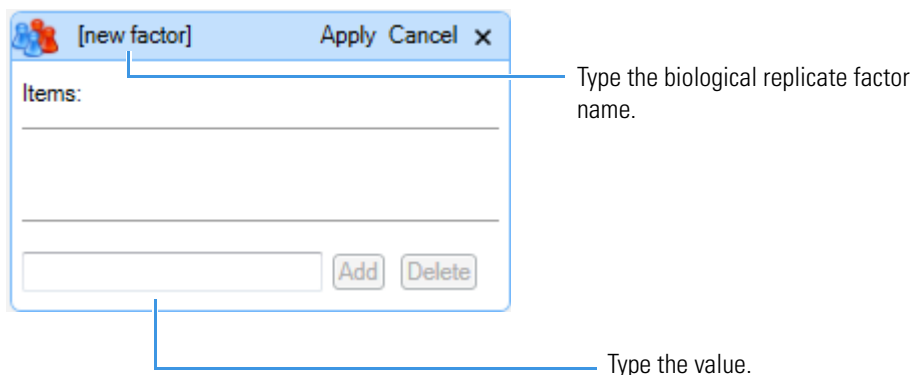 [new factor] Apply Cancel ×
Type the biological replicate factor
name.
Items:
Add Delete
Type the value.